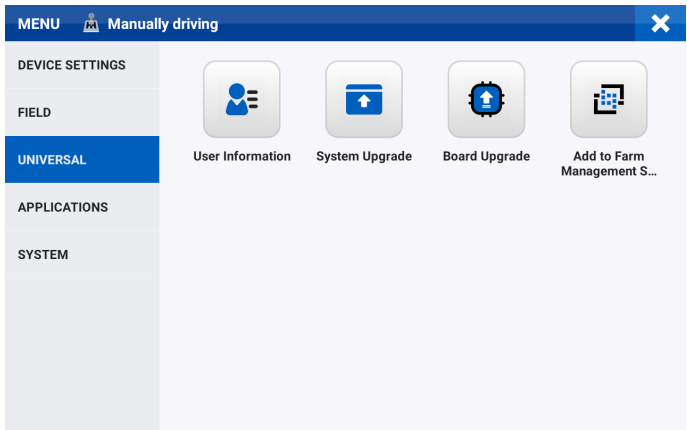 MENU
M
Manually driving
DEVICE SETTINGS
FIELD
UNIVERSAL
APPLICATIONS
SYSTEM
User Information
System Upgrade
Board Upgrade
Add to Farm
Management S...